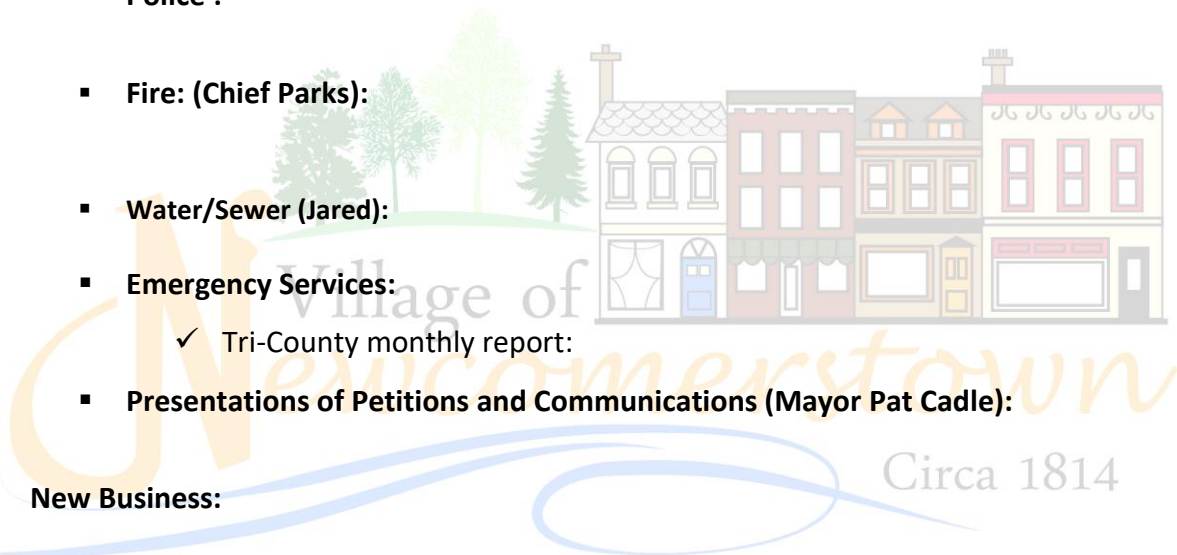 Police :
▪ Fire: (Chief Parks):
▪ Water/Sewer (Jared):
▪ Emergency Services:
Village of
✓ Tri-County monthly report:
Newcomerstown
▪ Presentations of Petitions and Communications (Mayor Pat Cadle):
Circa 1814
New Business: